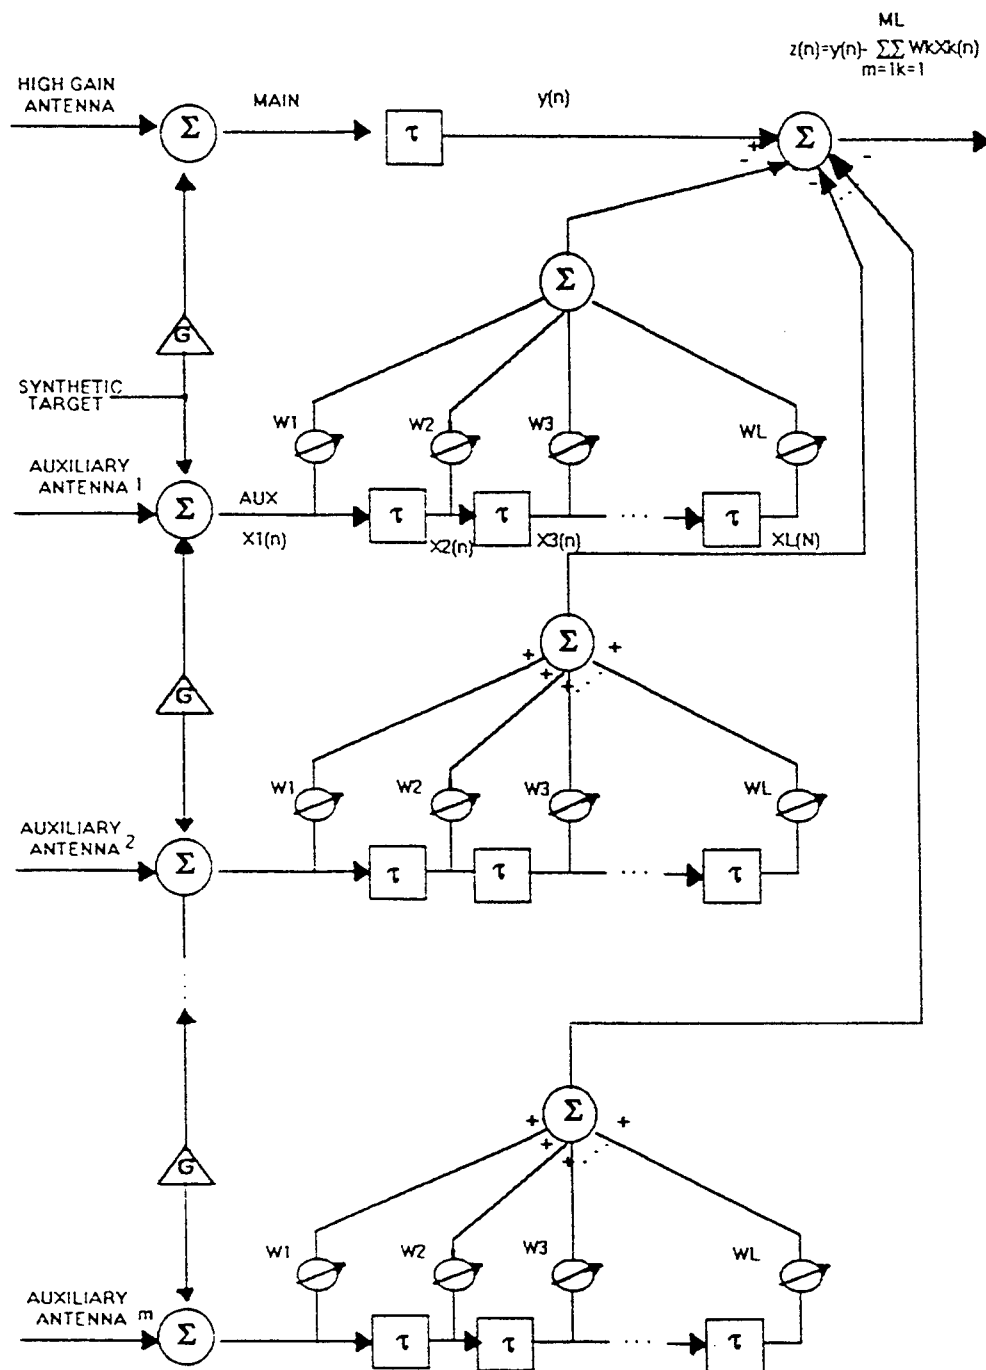 ML
z(n)=y(n)- ΣΣ WkXk(n)
m=1k=1
HIGH GAIN
ANTENNA
Σ
MAIN
τ
y(n)
Σ
+
-
-
-
Σ
G
SYNTHETIC
TARGET
W1
W2
W3
WL
AUXILIARY
ANTENNA 1
Σ
AUX
τ
τ
...
τ
X1(n)
X2(n)
X3(n)
XL(N)
Σ
+
+
+
+
G
W1
W2
W3
WL
AUXILIARY
ANTENNA 2
Σ
τ
τ
...
τ
Σ
+
+
+
+
G
W1
W2
W3
WL
AUXILIARY
ANTENNA m
Σ
τ
τ
...
τ